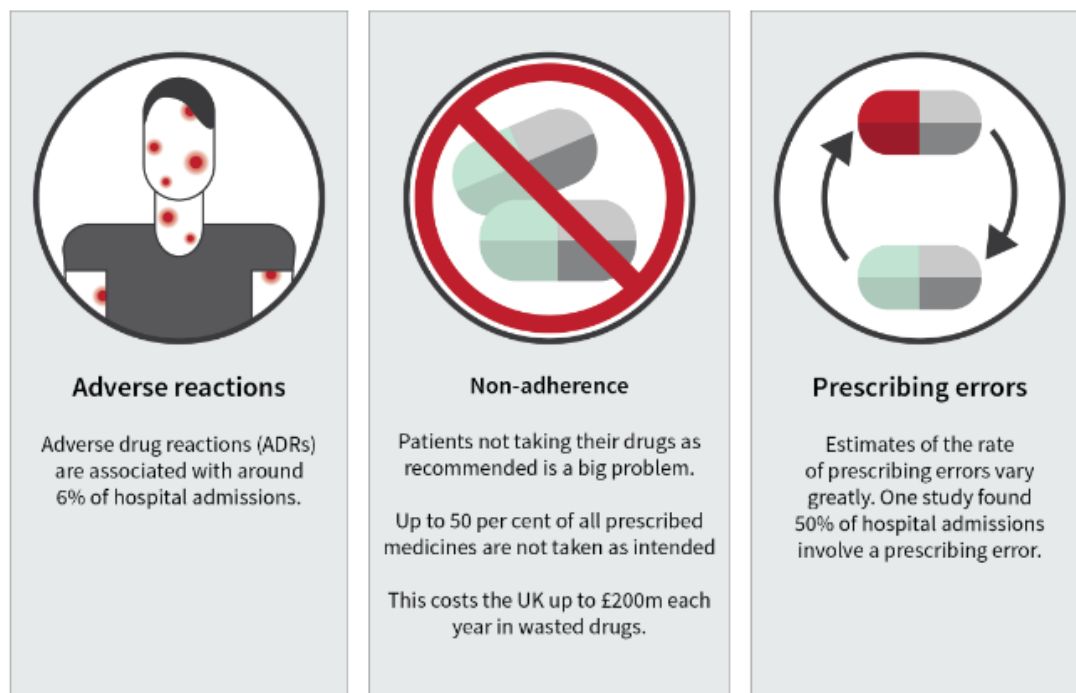 Adverse reactions
Adverse drug reactions (ADRs)
are associated with around
6% of hospital admissions.
Non-adherence
Patients not taking their drugs as
recommended is a big problem.
Up to 50 per cent of all prescribed
medicines are not taken as intended
This costs the UK up to £200m each
year in wasted drugs.
Prescribing errors
Estimates of the rate
of prescribing errors vary
greatly. One study found
50% of hospital admissions
involve a prescribing error.